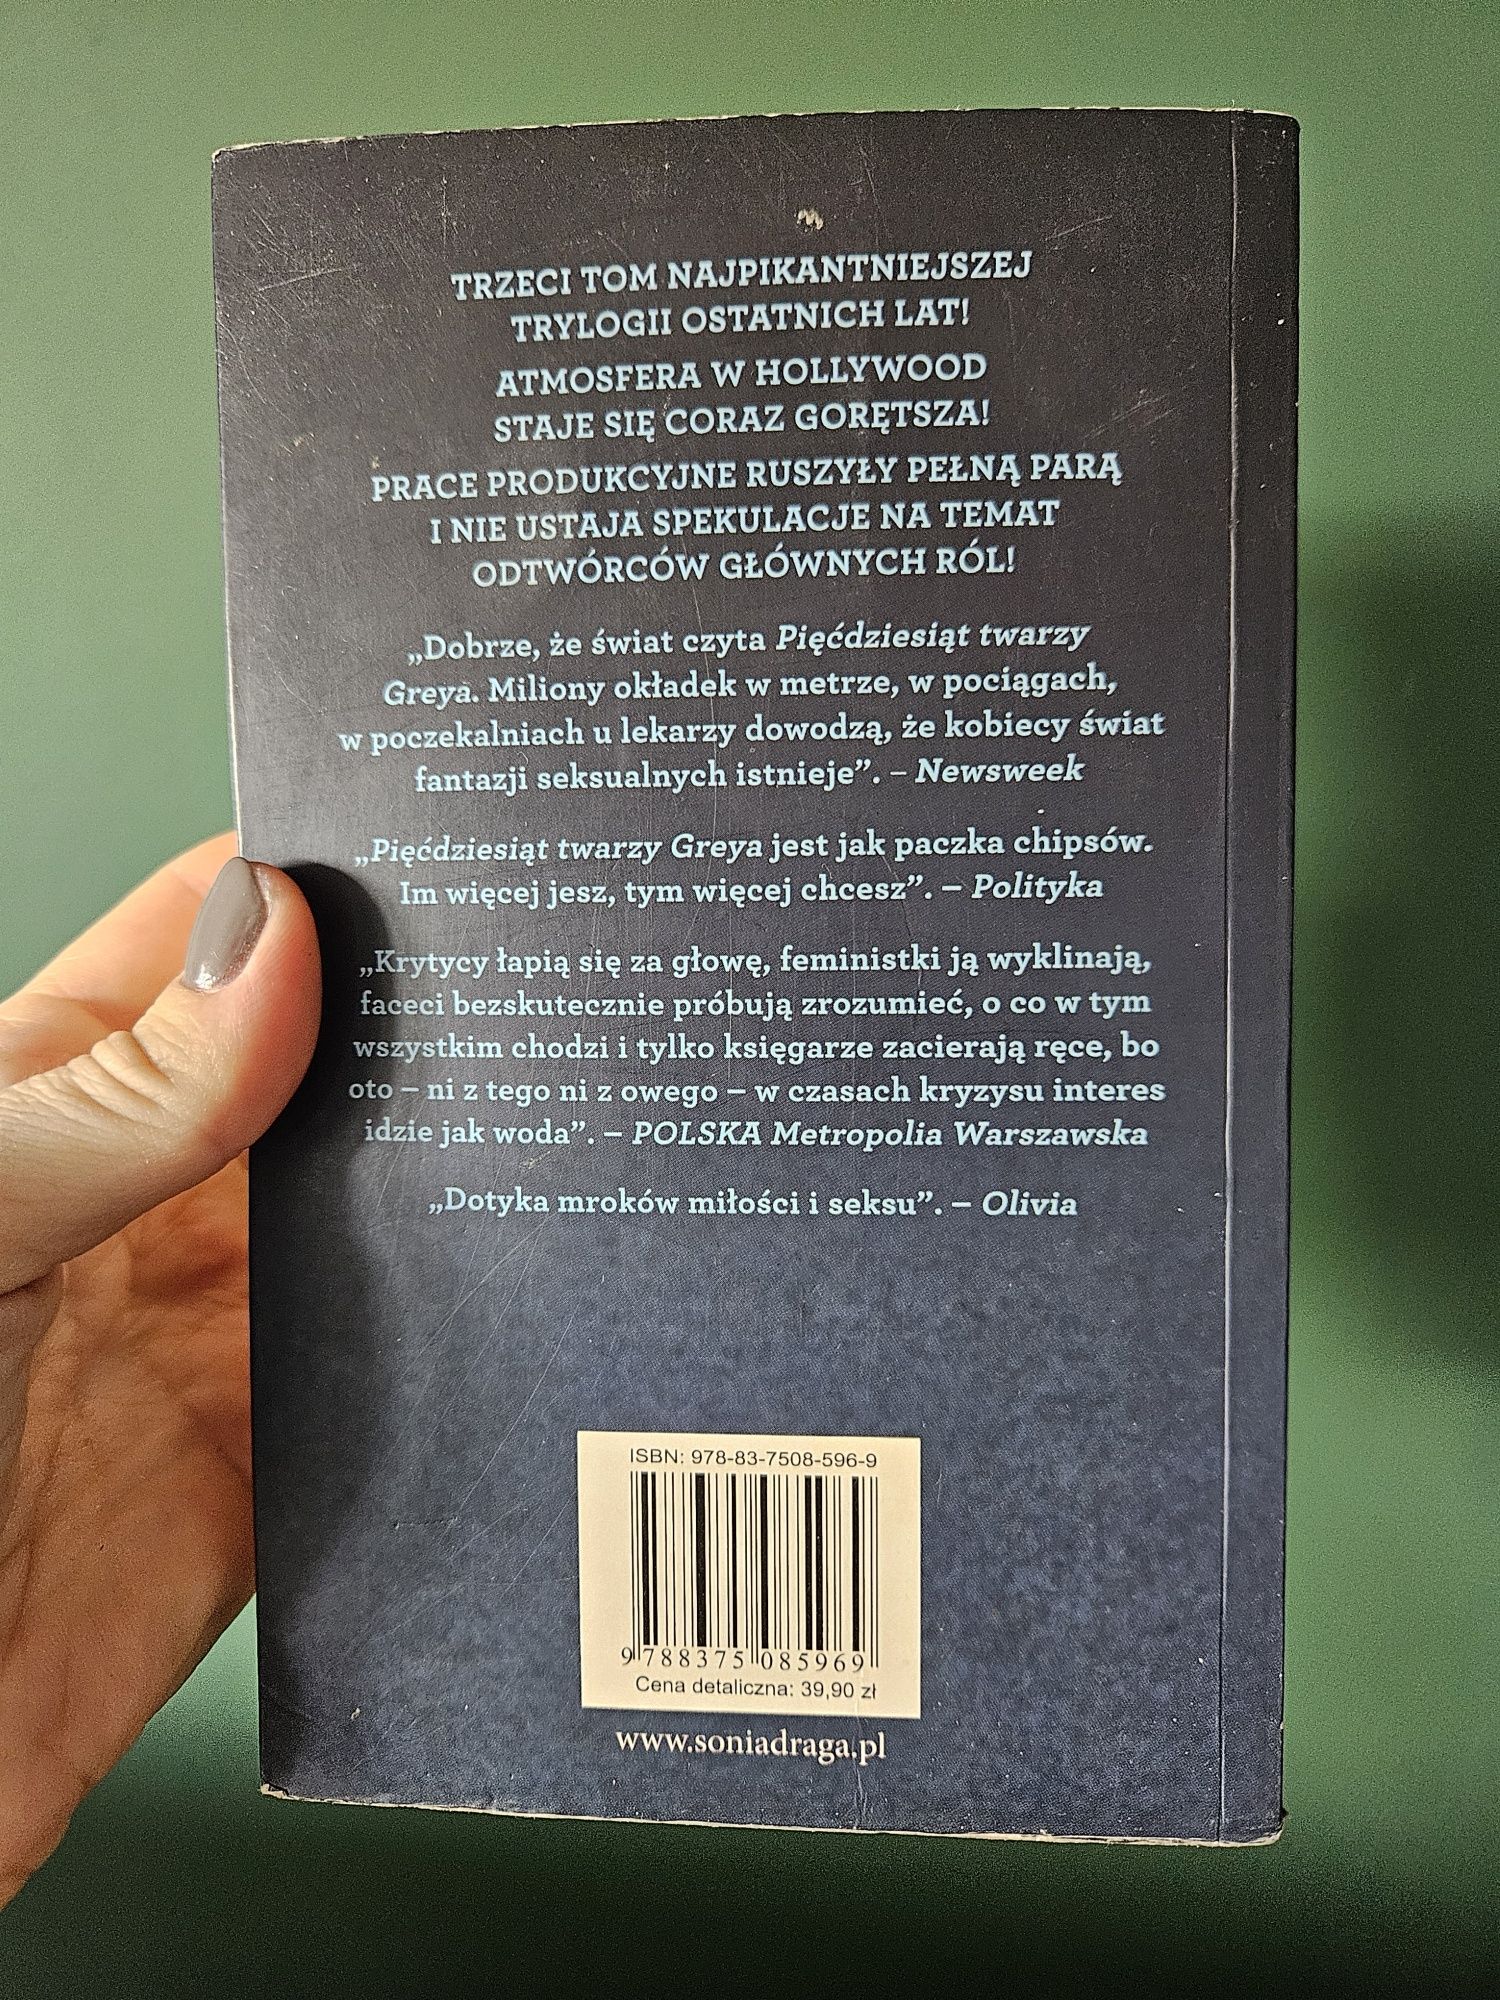 TRZECI TOM NAJPIKANTNIEJSZEJ
TRYLOGII OSTATNICH LAT!
ATMOSFERA W HOLLYWOOD
STAJE SIĘ CORAZ GORĘTSZA!
PRACE PRODUKCYJNE RUSZYŁY PEŁNĄ PARĄ
I NIE USTAJA SPEKULACJE NA TEMAT
ODTWÓRCÓW GŁÓWNYCH RÓL!
„Dobrze, że świat czyta Pięćdziesiąt twarzy
Greya. Miliony okładek w metrze, w pociągach,
w poczekalniach u lekarzy dowodzą, że kobiecy świat
fantazji seksualnych istnieje”. – Newsweek
„Pięćdziesiąt twarzy Greya jest jak paczka chipsów.
Im więcej jesz, tym więcej chcesz”. – Polityka
„Krytycy łapią się za głowę, feministki ją wyklinają,
faceci bezskutecznie próbują zrozumieć, o co w tym
wszystkim chodzi i tylko księgarze zacierają ręce, bo
oto – ni z tego ni z owego – w czasach kryzysu interes
idzie jak woda”. – POLSKA Metropolia Warszawska
„Dotyka mroków miłości i seksu”. – Olivia
ISBN: 978-83-7508-596-9
9 788375 085969
Cena detaliczna: 39,90 zł
www.soniadraga.pl